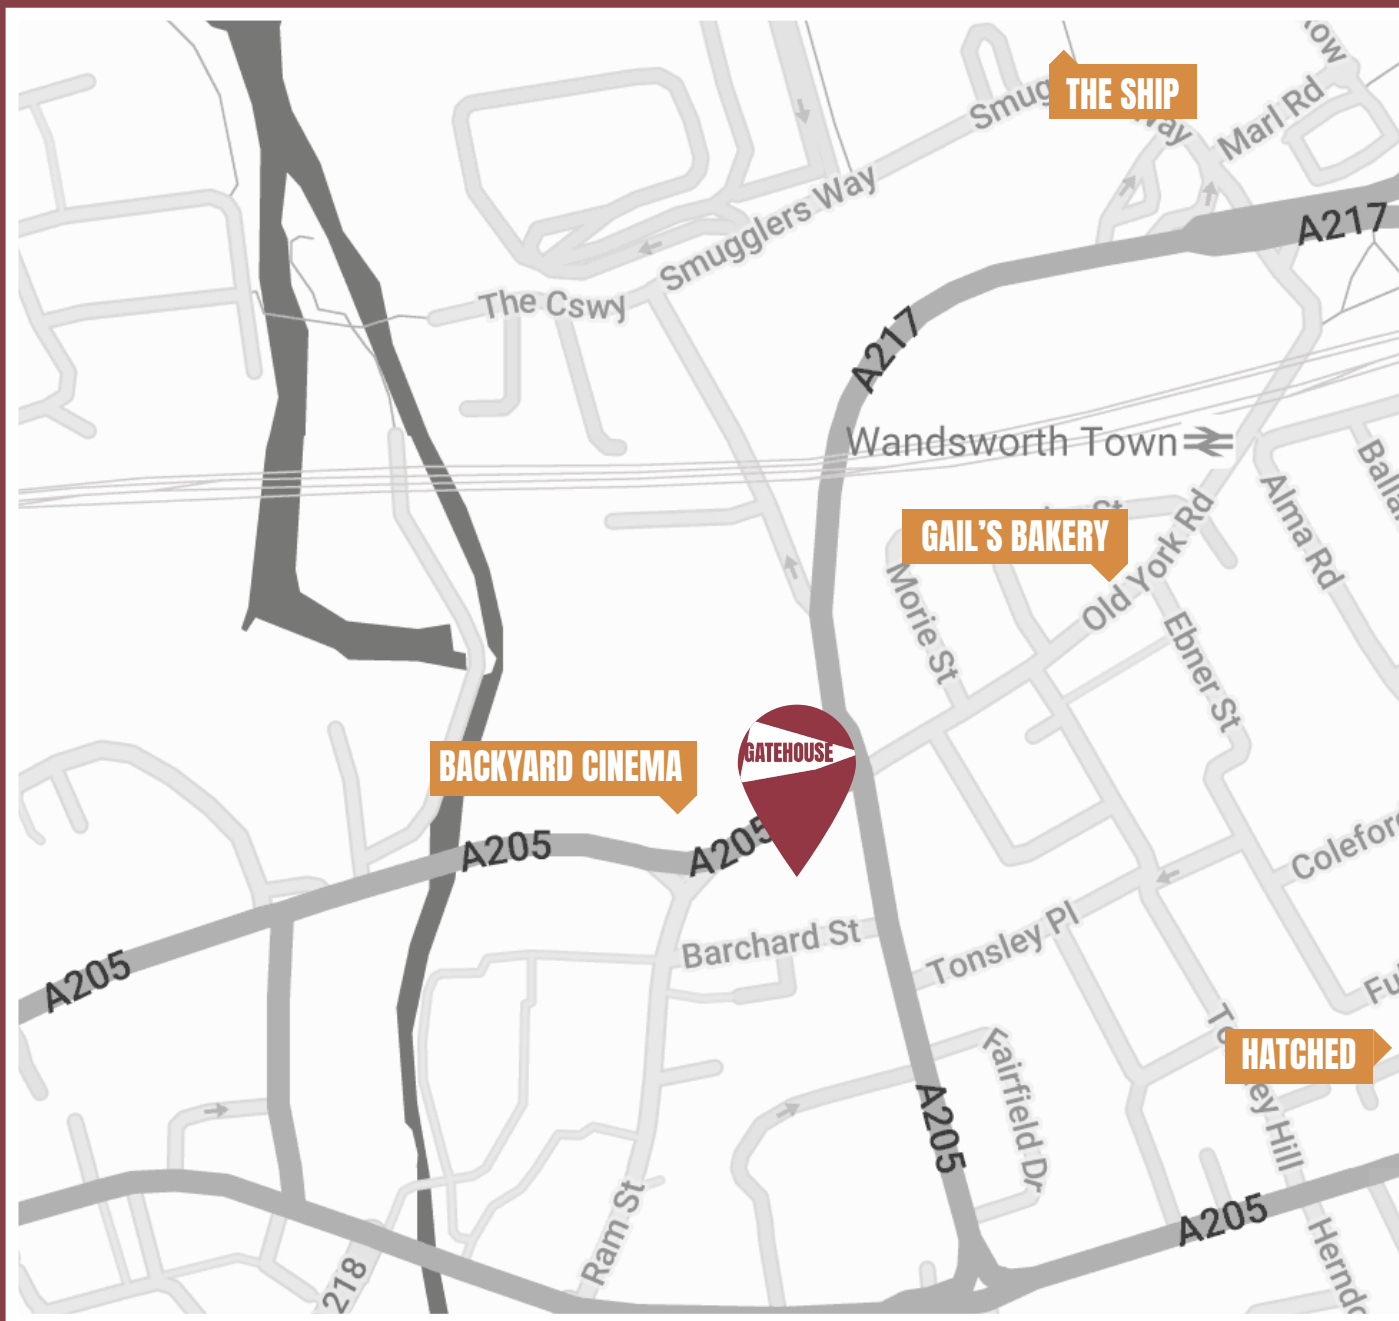 THE SHIP
Marl Rd
Smugglers Way
A217
The Cswy
A217
Wandsworth Town
GAIL'S BAKERY
St
Alma Rd
Old York Rd
Morie St
Ebner St
GATEHOUSE
BACKYARD CINEMA
A205
A205
Barchard St
Tonsley Pl
A205
HATCHED
Fairfield Dr
A205
Hill
A205
Ram St
218